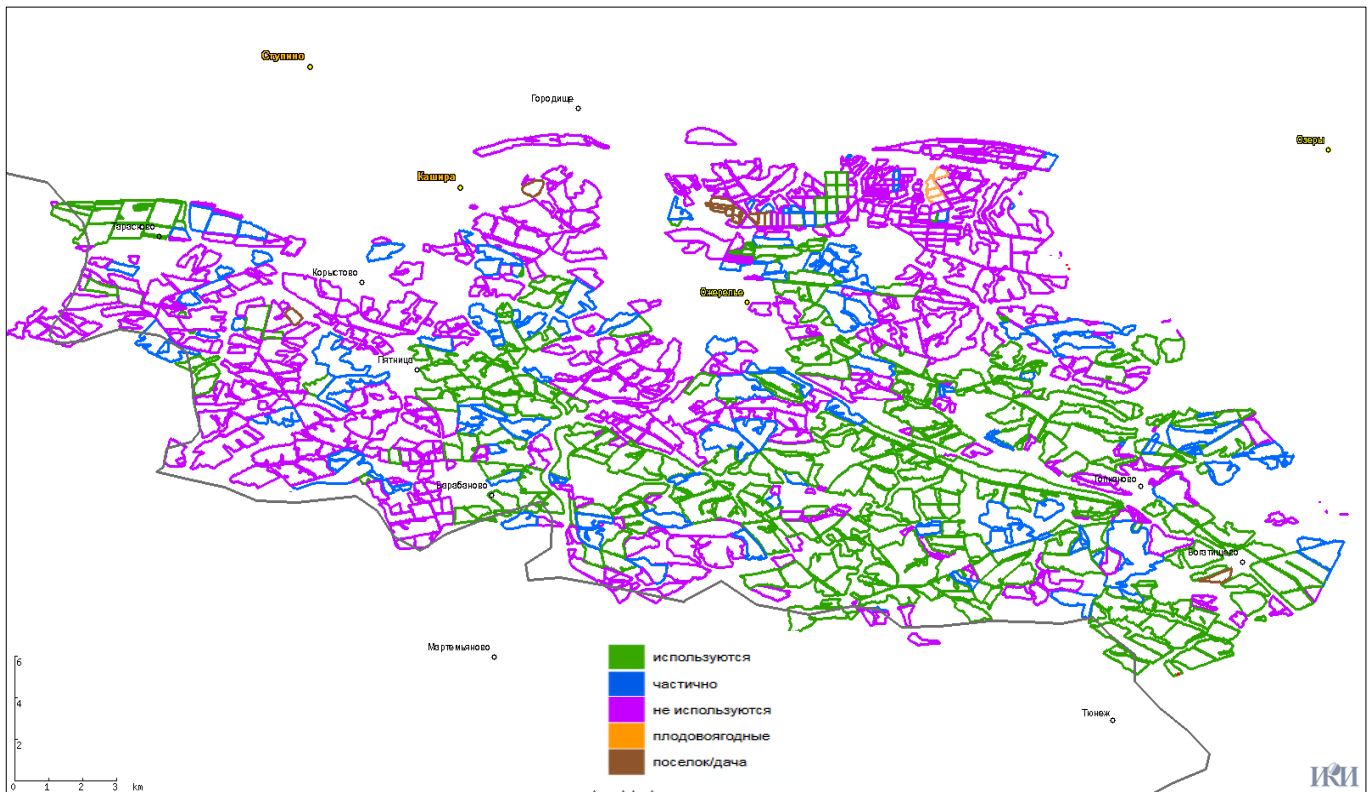 Ступино
Городище
Озеры
Кашира
Тарасково
Корыстово
Ожерелье
Пятница
Барабаново
Топканово
Богатищево
Мартемьяново
Тюнеж
используются
частично
не используются
плодовоягодные
поселок/дача
6
4
2
0 1 2 3 km
ИКИ